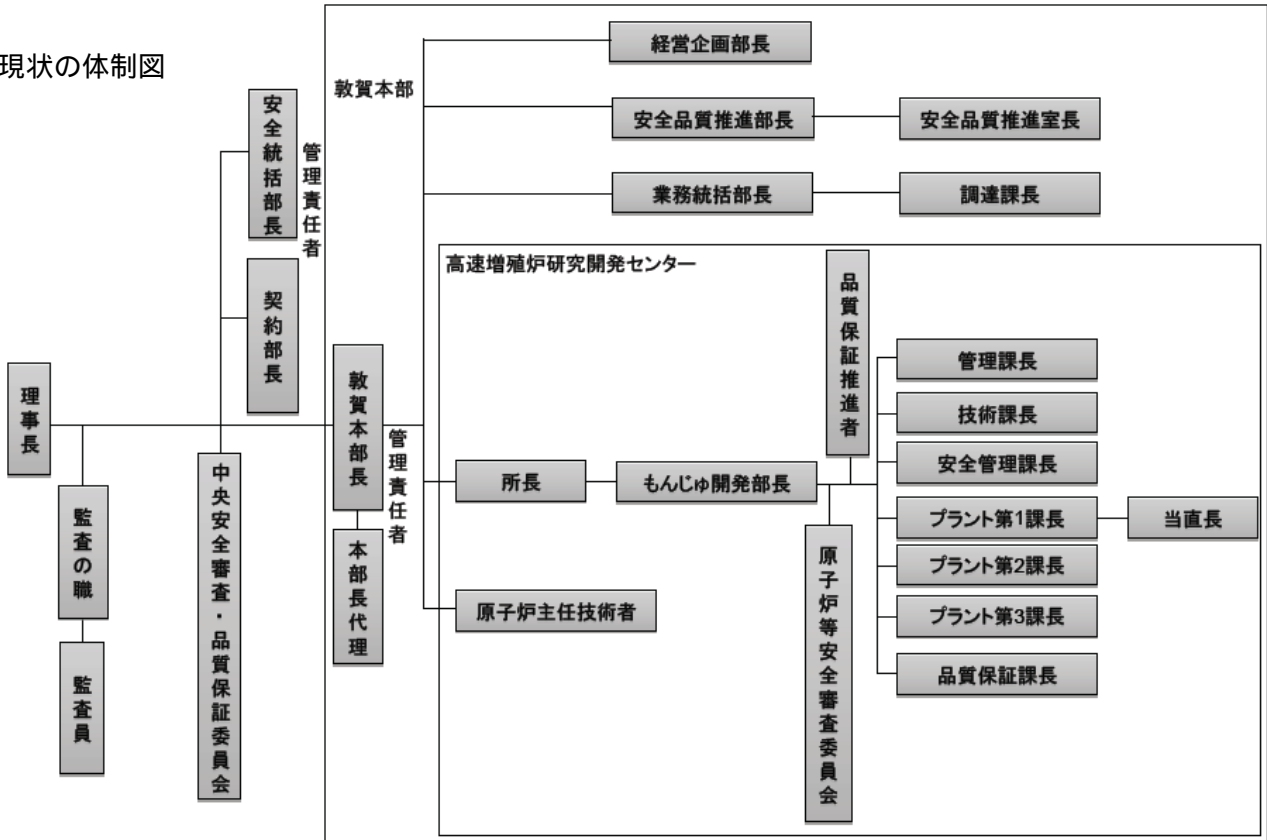 現状の体制図
敦賀本部
経営企画部長
安全品質推進部長
安全品質推進室長
業務統括部長
調達課長
安全統括部長
管理責任者
契約部長
理事長
監査の職
監査員
中央安全審査・品質保証委員会
敦賀本部長
管理責任者
本部長代理
高速増殖炉研究開発センター
所長
もんじゅ開発部長
原子炉主任技術者
品質保証推進者
原子炉等安全審査委員会
管理課長
技術課長
安全管理課長
プラント第1課長
当直長
プラント第2課長
プラント第3課長
品質保証課長